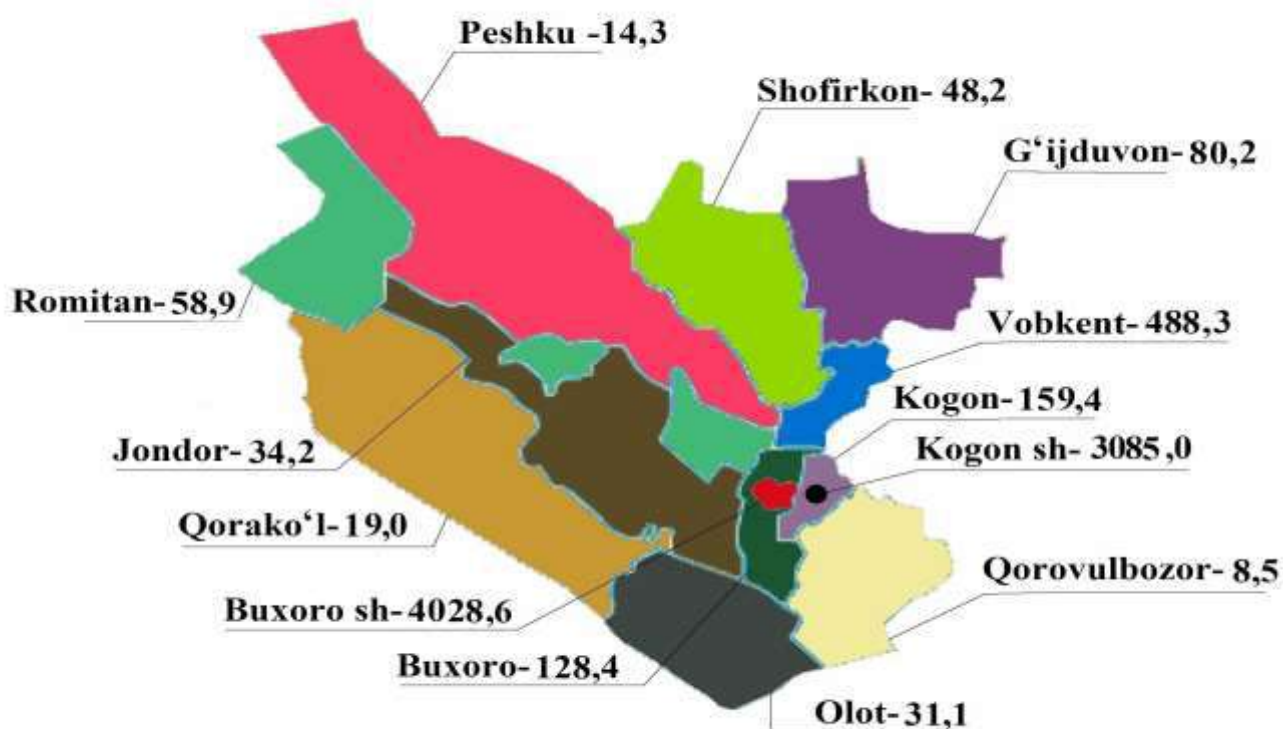 Peshku -14,3
Shofirkon- 48,2
G‘ijduvon- 80,2
Romitan- 58,9
Vobkent- 488,3
Kogon- 159,4
Jondor- 34,2
Kogon sh- 3085,0
Qorako‘l- 19,0
Qorovulbozor- 8,5
Buxoro sh- 4028,6
Buxoro- 128,4
Olot- 31,1